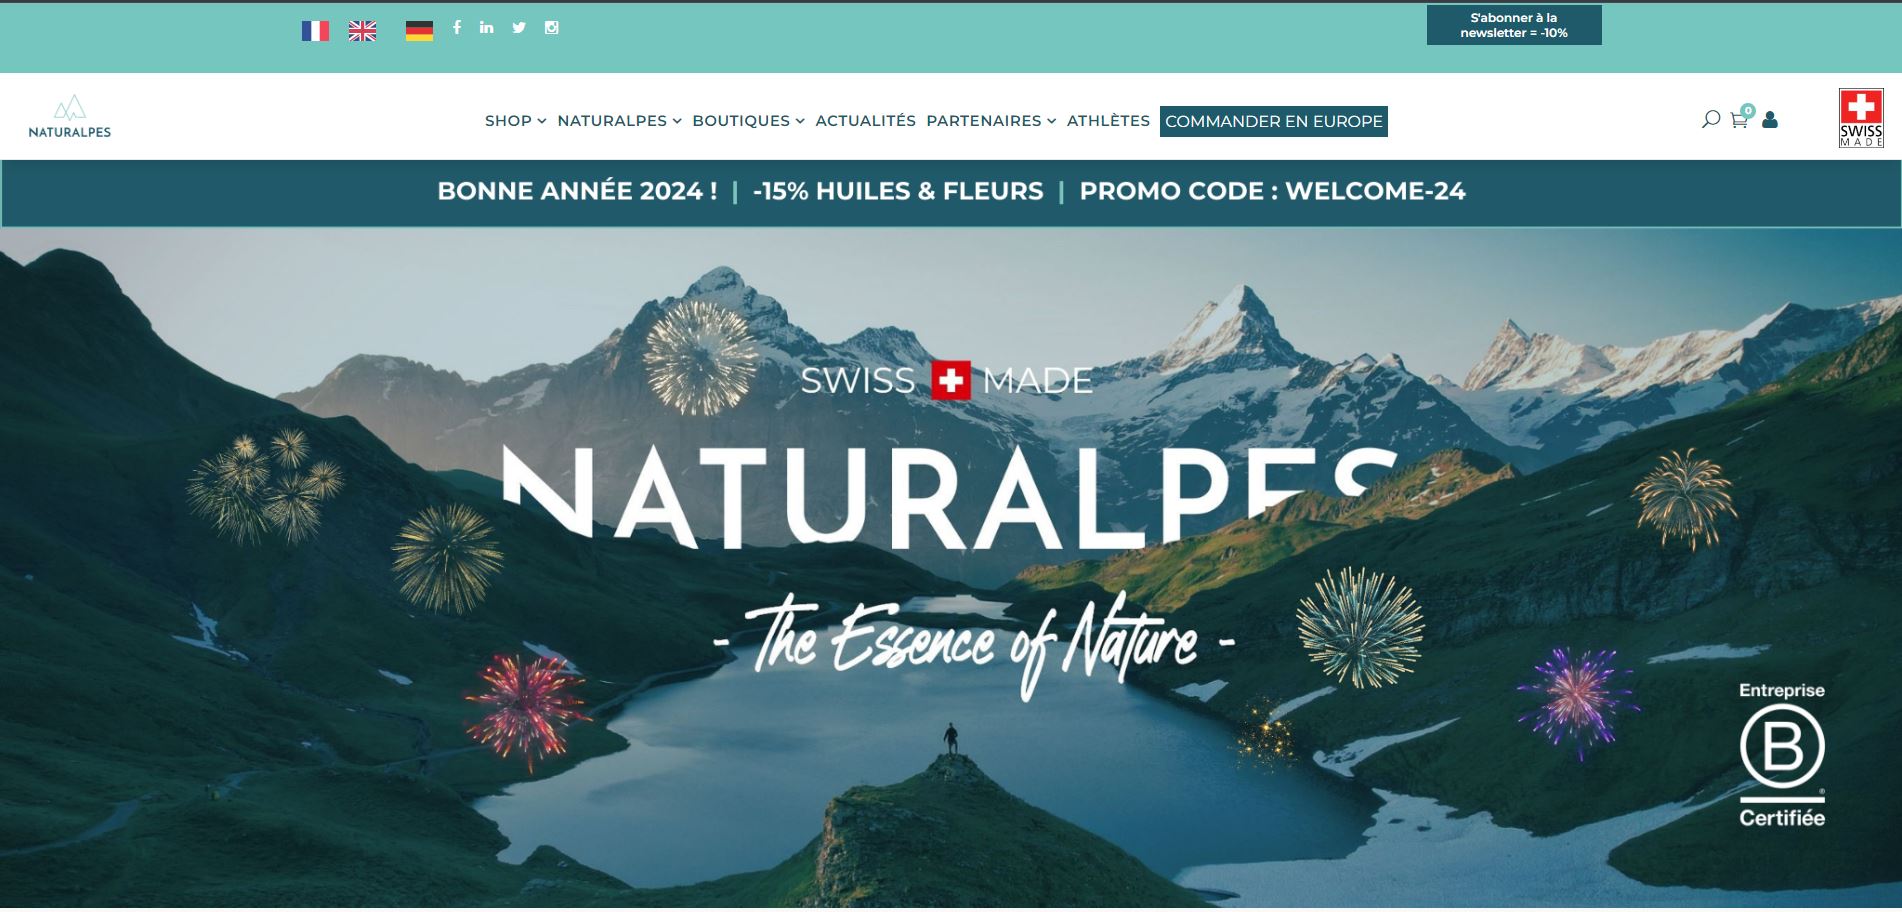 S'abonner à la
newsletter = -10%
NATURALPES
SHOP NATURALPES BOUTIQUES ACTUALITÉS PARTENAIRES ATHLÈTES COMMANDER EN EUROPE
0
SWISS
MADE
BONNE ANNÉE 2024 ! | -15% HUILES & FLEURS | PROMO CODE : WELCOME-24
SWISS MADE
NATURALPES
- The Essence of Nature -
Entreprise
B
®
Certifiée